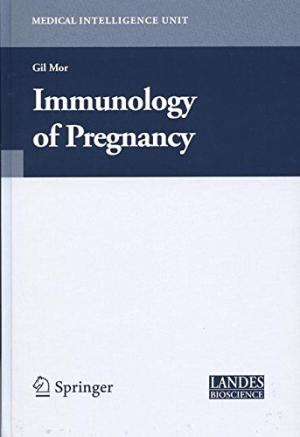 MEDICAL INTELLIGENCE UNIT
Gil Mor
Immunology
of Pregnancy
Springer
LANDES
BIOSCIENCE